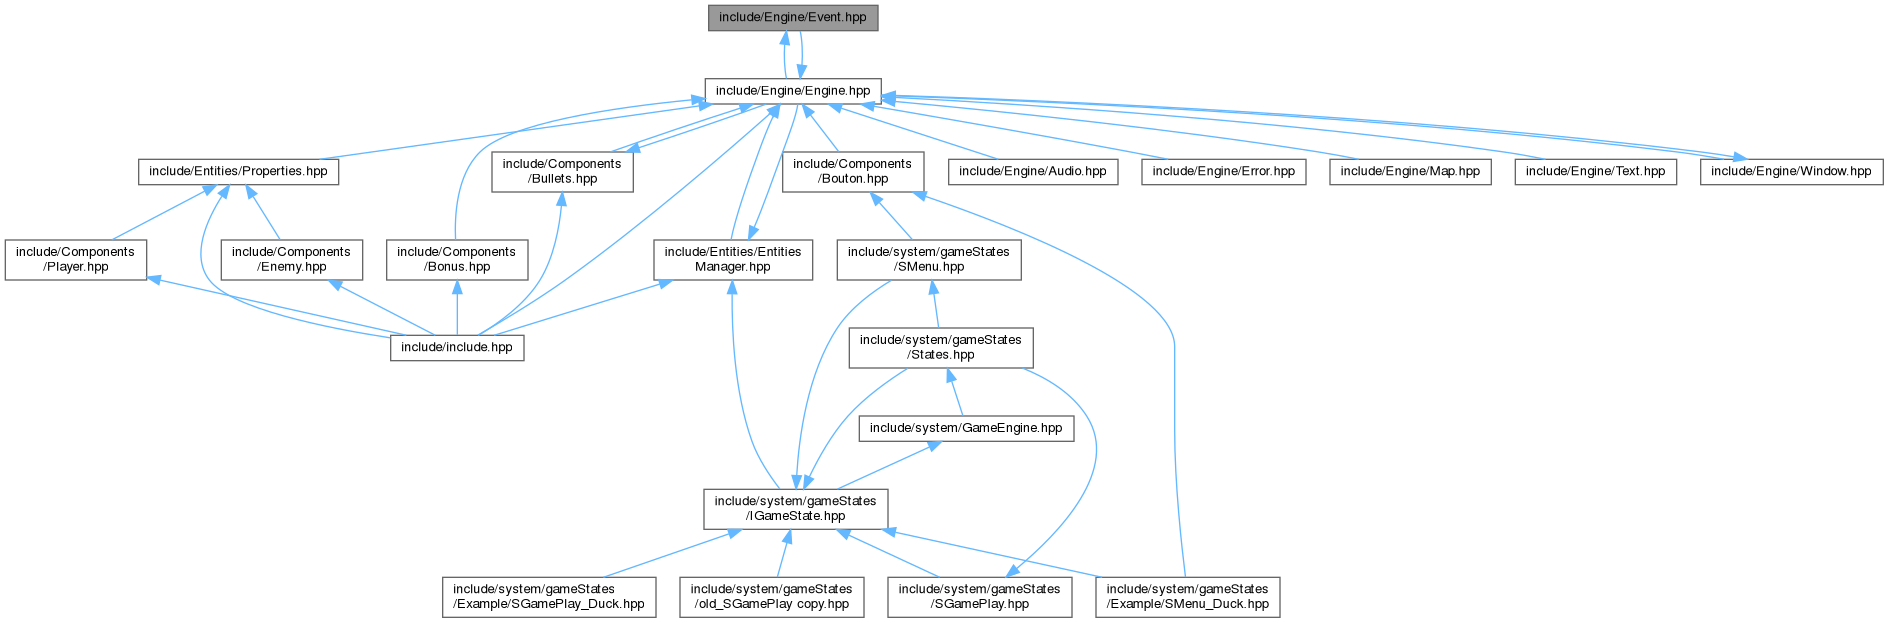 include/Engine/Event.hpp
include/Engine/Engine.hpp
include/Entities/Properties.hpp
include/Components
/Bullets.hpp
include/Components
/Bouton.hpp
include/Engine/Audio.hpp
include/Engine/Error.hpp
include/Engine/Map.hpp
include/Engine/Text.hpp
include/Engine/Window.hpp
include/Components
/Player.hpp
include/Components
/Enemy.hpp
include/Components
/Bonus.hpp
include/Entities/Entities
Manager.hpp
include/system/gameStates
/SMenu.hpp
include/include.hpp
include/system/gameStates
/States.hpp
include/system/GameEngine.hpp
include/system/gameStates
/IGameState.hpp
include/system/gameStates
/Example/SGamePlay_Duck.hpp
include/system/gameStates
/old_SGamePlay copy.hpp
include/system/gameStates
/SGamePlay.hpp
include/system/gameStates
/Example/SMenu_Duck.hpp